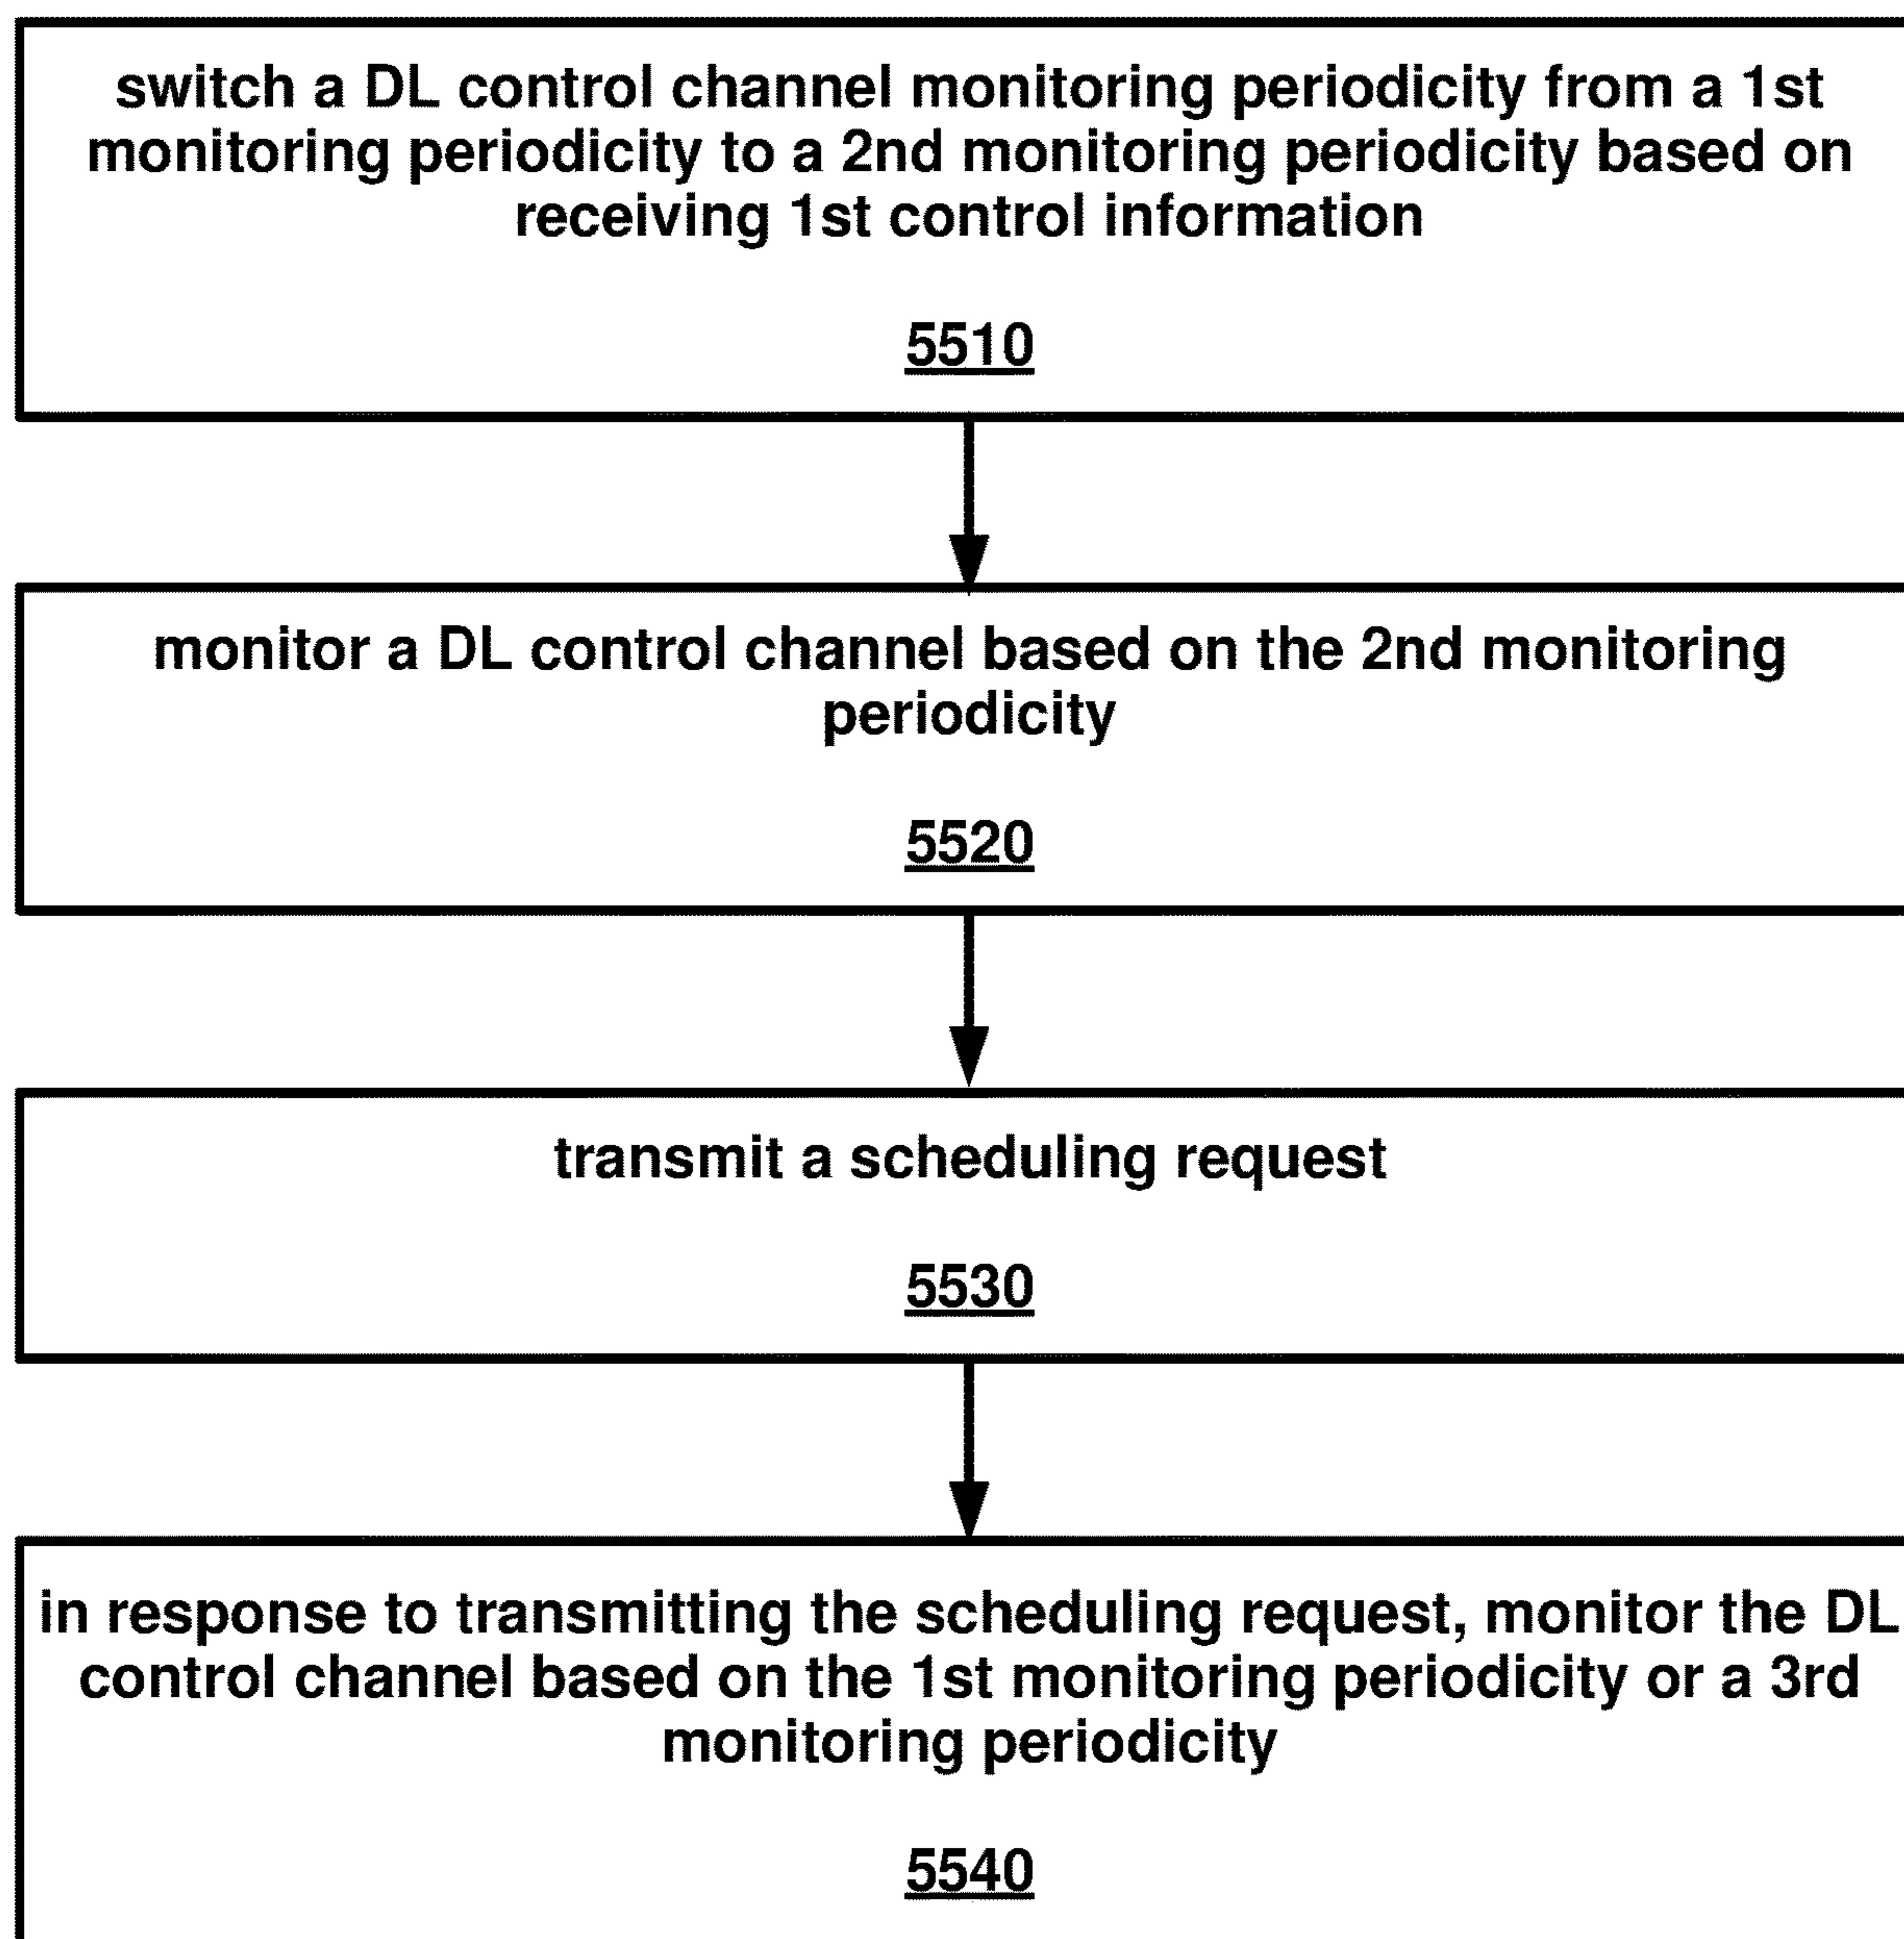 switch a DL control channel monitoring periodicity from a 1st
monitoring periodicity to a 2nd monitoring periodicity based on
receiving 1st control information
5510
monitor a DL control channel based on the 2nd monitoring
periodicity
5520
transmit a scheduling request
5530
in response to transmitting the scheduling request, monitor the DL
control channel based on the 1st monitoring periodicity or a 3rd
monitoring periodicity
5540